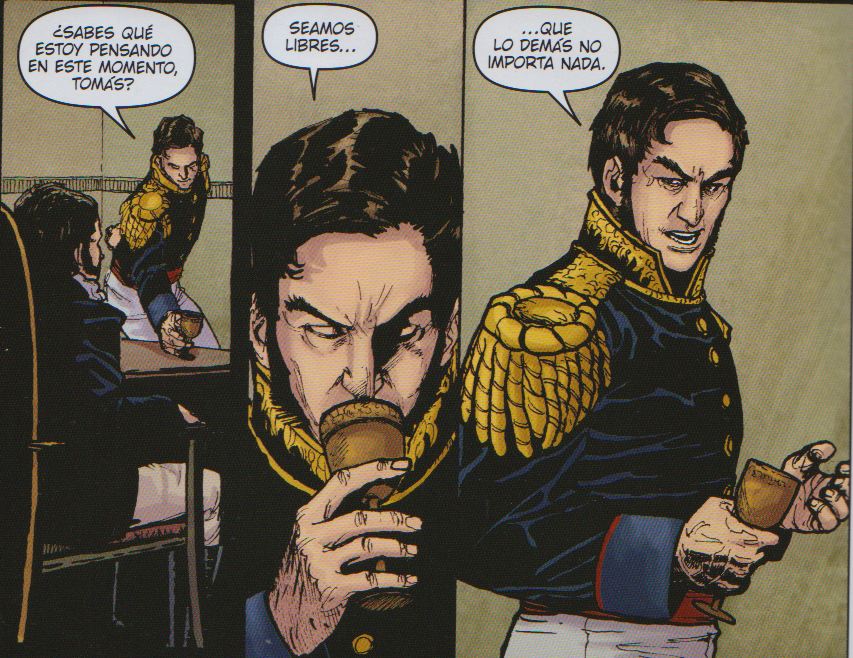 ¿SABES QUÉ
ESTOY PENSANDO
EN ESTE MOMENTO,
TOMÁS?
SEAMOS
LIBRES...
...QUE
LO DEMÁS NO
IMPORTA NADA.